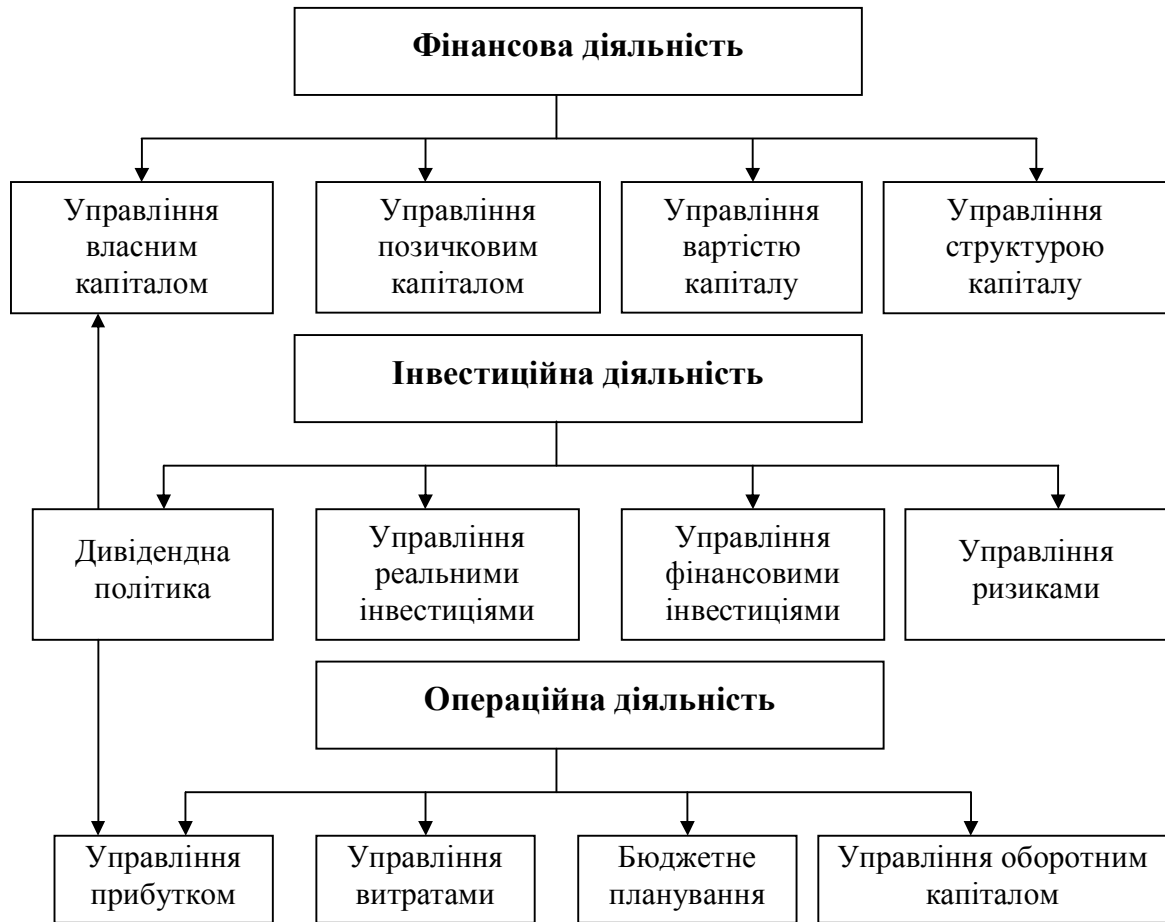 Фінансова діяльність
Управління
власним
капіталом
Управління
позичковим
капіталом
Управління
вартістю
капіталу
Управління
структурою
капіталу
Інвестиційна діяльність
Дивідендна
політика
Управління
реальними
інвестиціями
Управління
фінансовими
інвестиціями
Управління
ризиками
Операційна діяльність
Управління
прибутком
Управління
витратами
Бюджетне
планування
Управління оборотним
капіталом